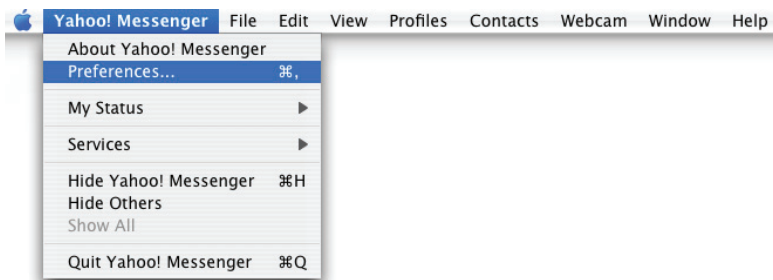 Yahoo! Messenger File Edit View Profiles Contacts Webcam Window Help
About Yahoo! Messenger
Preferences... ⌘,
My Status ▶
Services ▶
Hide Yahoo! Messenger ⌘H
Hide Others
Show All
Quit Yahoo! Messenger ⌘Q